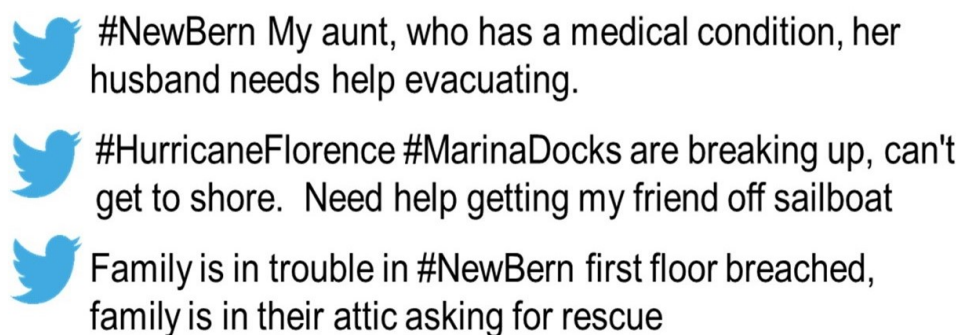 #NewBern My aunt, who has a medical condition, her
husband needs help evacuating.
#HurricaneFlorence #MarinaDocks are breaking up, can't
get to shore.  Need help getting my friend off sailboat
Family is in trouble in #NewBern first floor breached,
family is in their attic asking for rescue